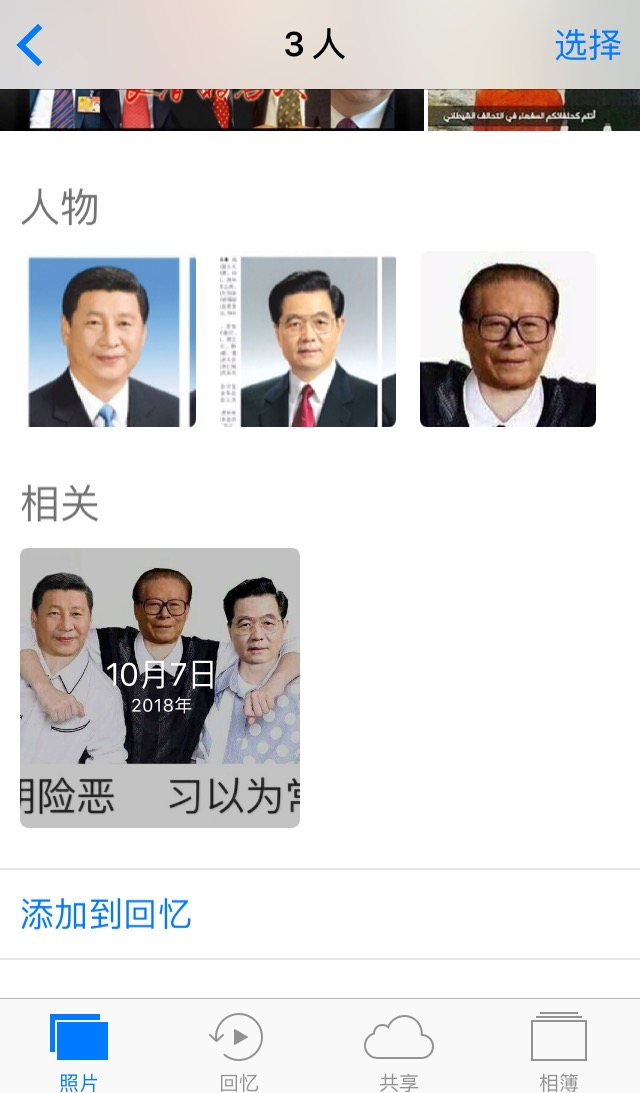 3 人
选择
أنتم كحلفائكم السفهاء في التحالف الشيطاني
人物
相关
10月7日
2018年
险恶 习以为常
添加到回忆
照片
回忆
共享
相簿